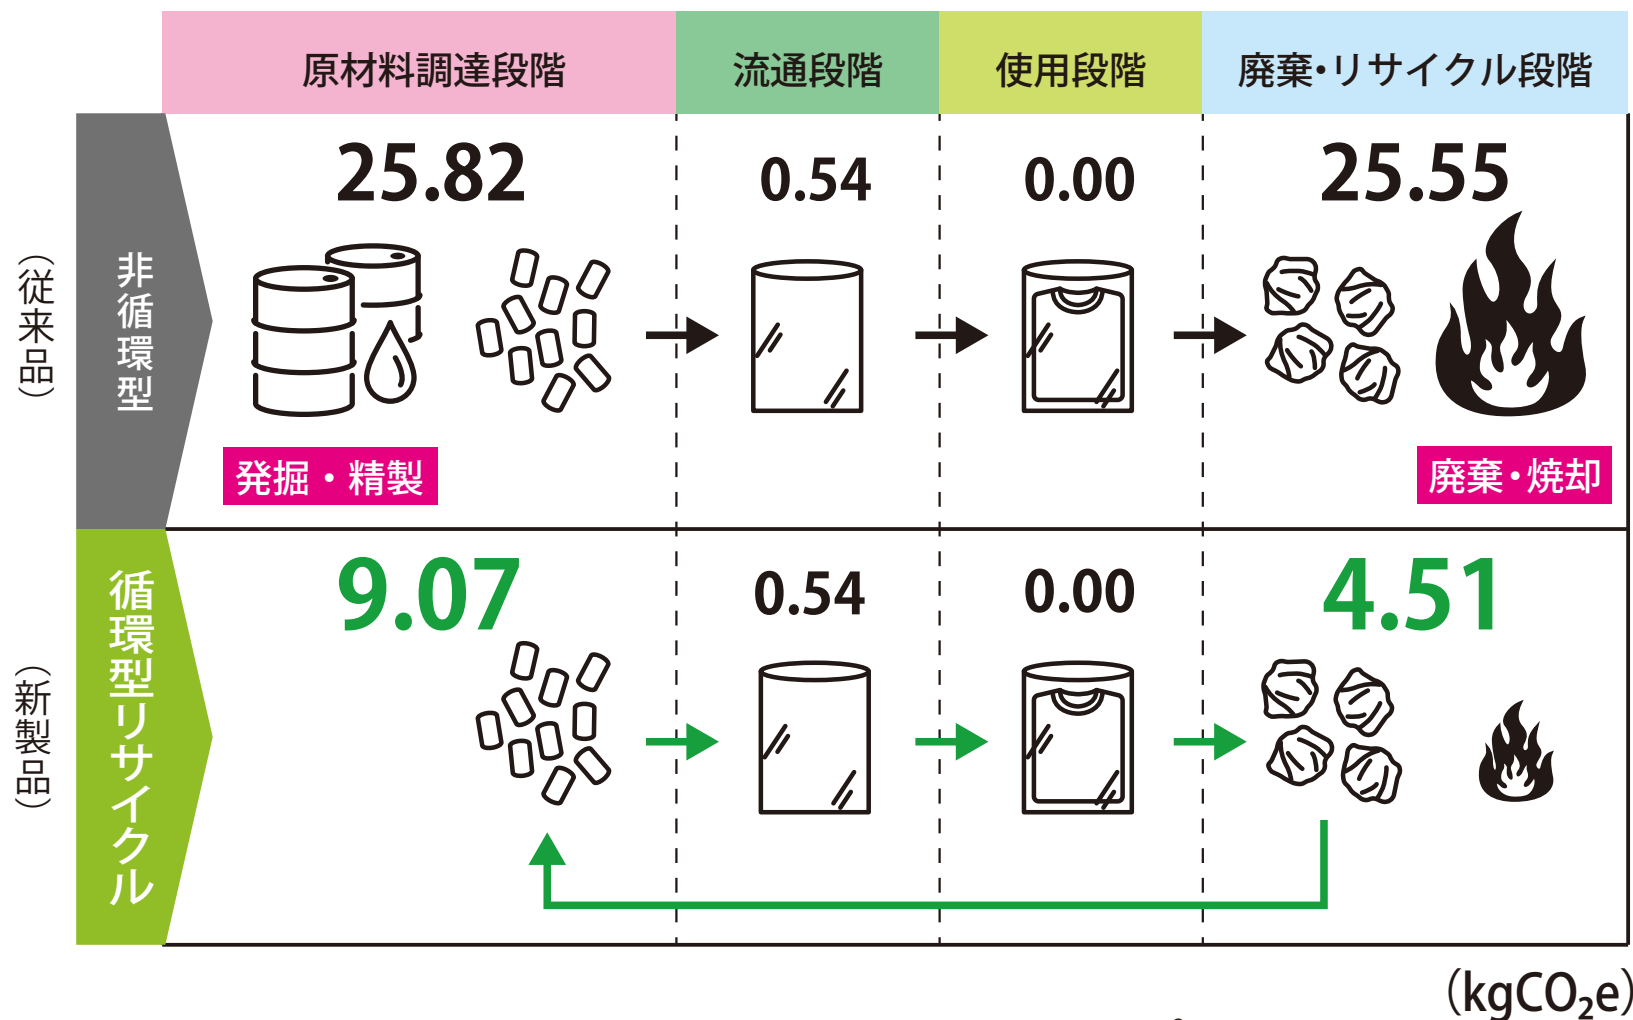 原材料調達段階
流通段階
使用段階
廃棄・リサイクル段階
（従来品）
非循環型
25.82
0.54
0.00
25.55
発掘・精製
廃棄・焼却
（新製品）
循環型リサイクル
9.07
0.54
0.00
4.51
（kgCO₂e）